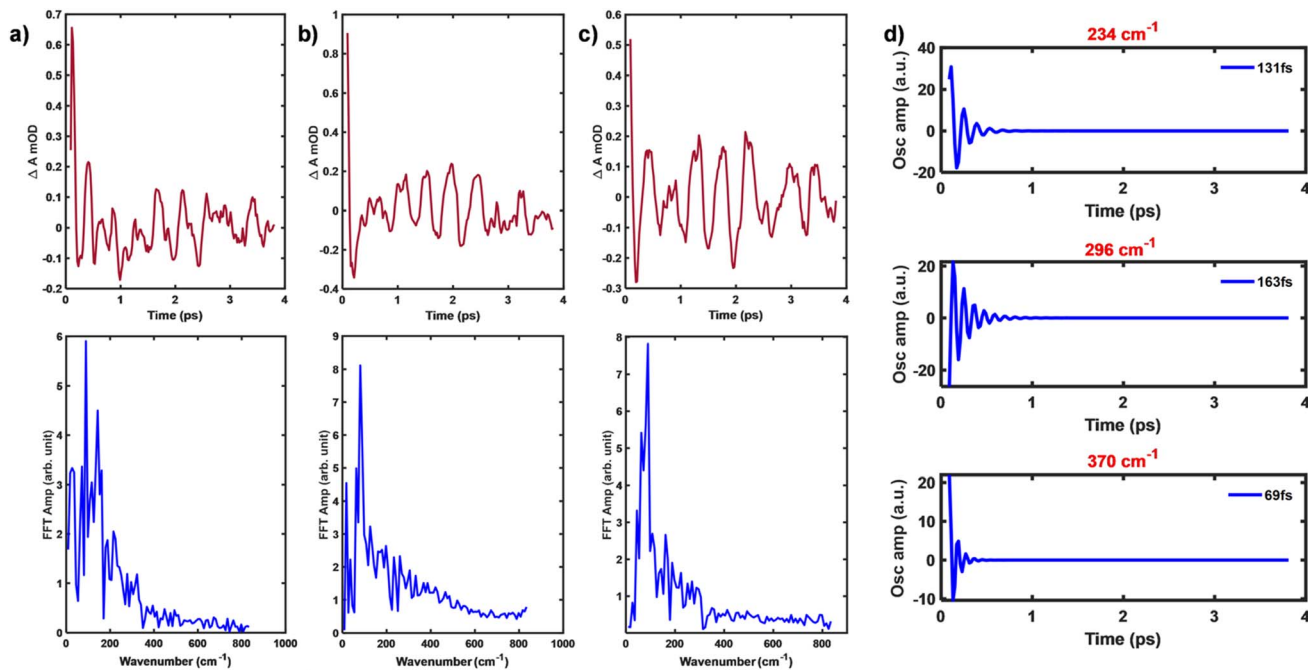 a)
0.7
0.6
0.5
0.4
0.3
0.2
0.1
0
-0.1
-0.2
△ A mOD
0 1 2 3 4
Time (ps)
b)
1
0.8
0.6
0.4
0.2
0
-0.2
-0.4
△ A mOD
0 1 2 3 4
Time (ps)
c)
0.6
0.5
0.4
0.3
0.2
0.1
0
-0.1
-0.2
-0.3
△ A mOD
0 1 2 3 4
Time (ps)
6
5
4
3
2
1
0
FFT Amp (arb. unit)
0 200 400 600 800 1000
Wavenumber (cm-1)
9
8
7
6
5
4
3
2
1
0
FFT Amp (arb. unit)
0 200 400 600 800 1000
Wavenumber (cm-1)
8
7
6
5
4
3
2
1
0
FFT Amp (arb. unit)
0 200 400 600 800
Wavenumber (cm-1)
d)
234 cm-1
40
20
0
-20
Osc amp (a.u.)
131fs
0 1 2 3 4
Time (ps)
296 cm-1
20
0
-20
Osc amp (a.u.)
163fs
0 1 2 3 4
Time (ps)
370 cm-1
20
10
0
-10
Osc amp (a.u.)
69fs
0 1 2 3 4
Time (ps)